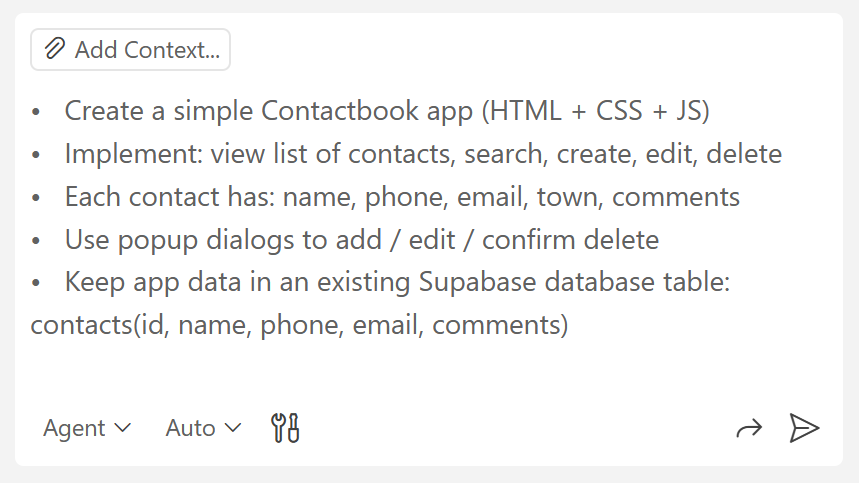 Add Context...
• Create a simple Contactbook app (HTML + CSS + JS)
• Implement: view list of contacts, search, create, edit, delete
• Each contact has: name, phone, email, town, comments
• Use popup dialogs to add / edit / confirm delete
• Keep app data in an existing Supabase database table:
contacts(id, name, phone, email, comments)
Agent Auto